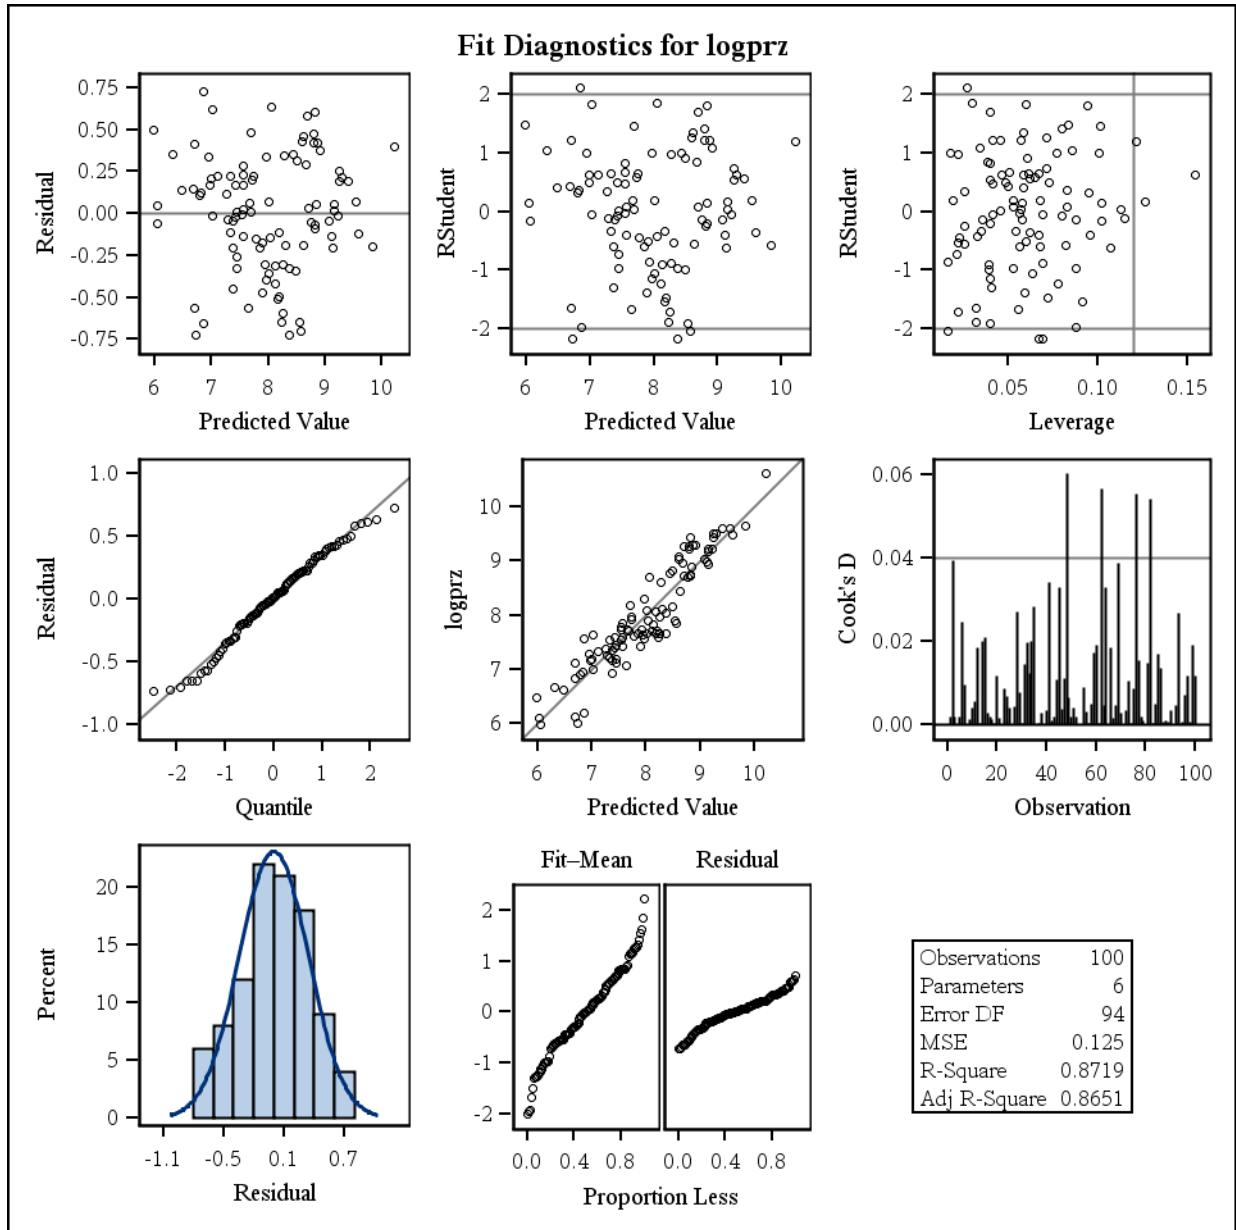 Fit Diagnostics for logprz
0.75
0.50
0.25
0.00
-0.25
-0.50
-0.75
Residual
6 7 8 9 10
Predicted Value
2
1
0
-1
-2
RStudent
6 7 8 9 10
Predicted Value
2
1
0
-1
-2
RStudent
0.05 0.10 0.15
Leverage
1.0
0.5
0.0
-0.5
-1.0
Residual
-2 -1 0 1 2
Quantile
10
9
8
7
6
logprz
6 7 8 9 10
Predicted Value
0.06
0.04
0.02
0.00
Cook's D
0 20 40 60 80 100
Observation
20
15
10
5
0
Percent
-1.1 -0.5 0.1 0.7
Residual
Fit–Mean Residual
2
1
0
-1
-2
0.0 0.4 0.8 0.0 0.4 0.8
Proportion Less
Observations 100
Parameters 6
Error DF 94
MSE 0.125
R-Square 0.8719
Adj R-Square 0.8651